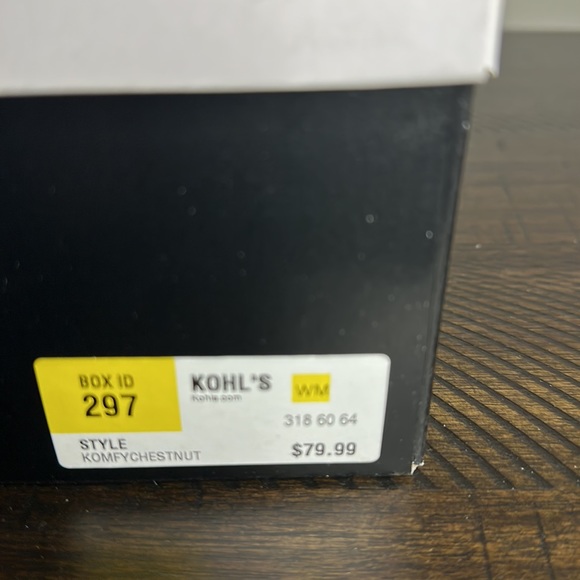 BOX ID
297
STYLE
KOMFYCHESTNUT
KOHL'S
Kohls.com
WM
318 60 64
$79.99